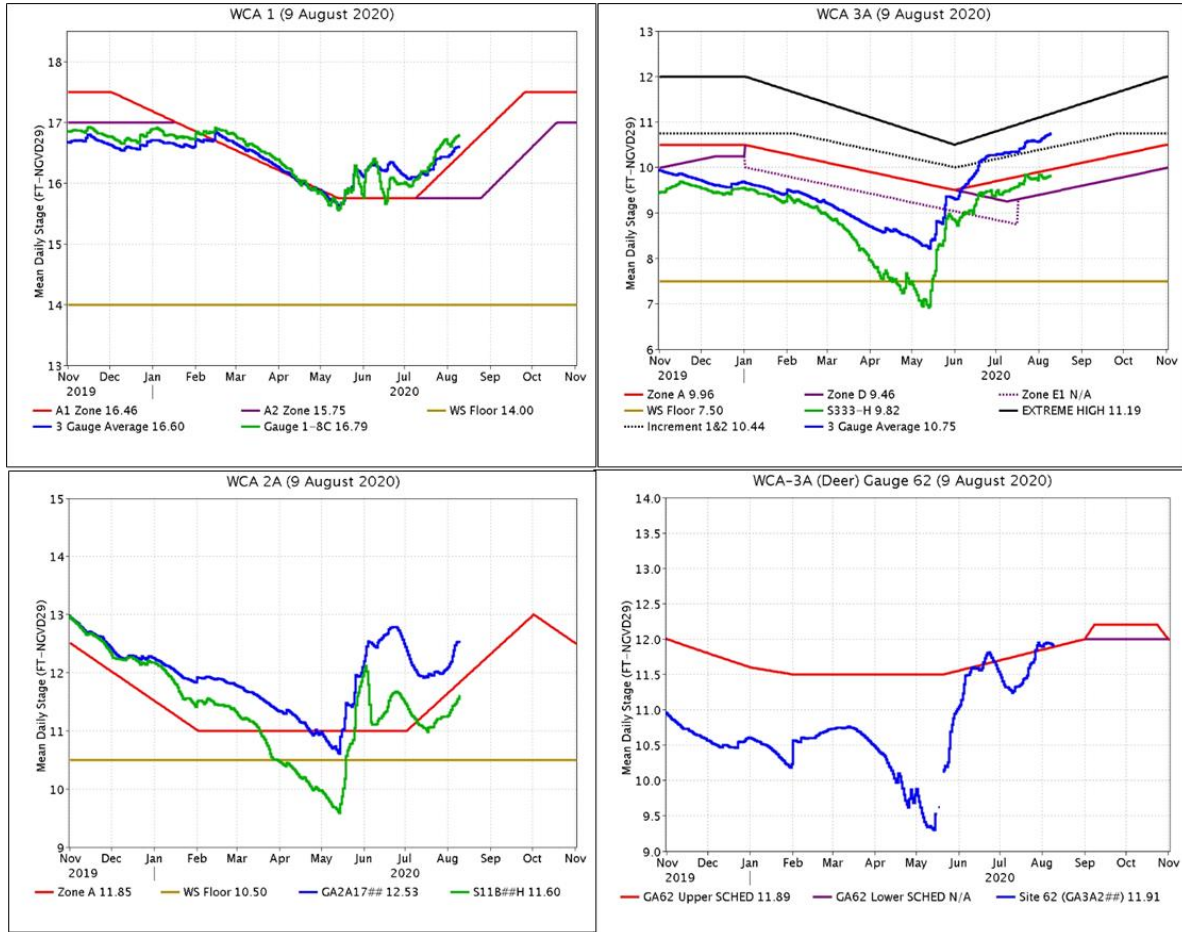 WCA 1 (9 August 2020)
Mean Daily Stage (FT-NGVD29)
18
17
16
15
14
13
Nov Dec Jan Feb Mar Apr May Jun Jul Aug Sep Oct Nov
2019 2020
A1 Zone 16.46 A2 Zone 15.75 WS Floor 14.00
3 Gauge Average 16.60 Gauge 1-8C 16.79
WCA 3A (9 August 2020)
Mean Daily Stage (FT-NGVD29)
13
12
11
10
9
8
7
6
Nov Dec Jan Feb Mar Apr May Jun Jul Aug Sep Oct Nov
2019 2020
Zone A 9.96 Zone D 9.46 Zone E1 N/A
WS Floor 7.50 S333-H 9.82 EXTREME HIGH 11.19
Increment 1&2 10.44 3 Gauge Average 10.75
WCA 2A (9 August 2020)
Mean Daily Stage (FT-NGVD29)
15
14
13
12
11
10
9
Nov Dec Jan Feb Mar Apr May Jun Jul Aug Sep Oct Nov
2019 2020
Zone A 11.85 WS Floor 10.50 GA2A17## 12.53 S11B##H 11.60
WCA-3A (Deer) Gauge 62 (9 August 2020)
Mean Daily Stage (FT-NGVD29)
14.0
13.5
13.0
12.5
12.0
11.5
11.0
10.5
10.0
9.5
9.0
Nov Dec Jan Feb Mar Apr May Jun Jul Aug Sep Oct Nov
2019 2020
GA62 Upper SCHED 11.89 GA62 Lower SCHED N/A Site 62 (GA3A2##) 11.91